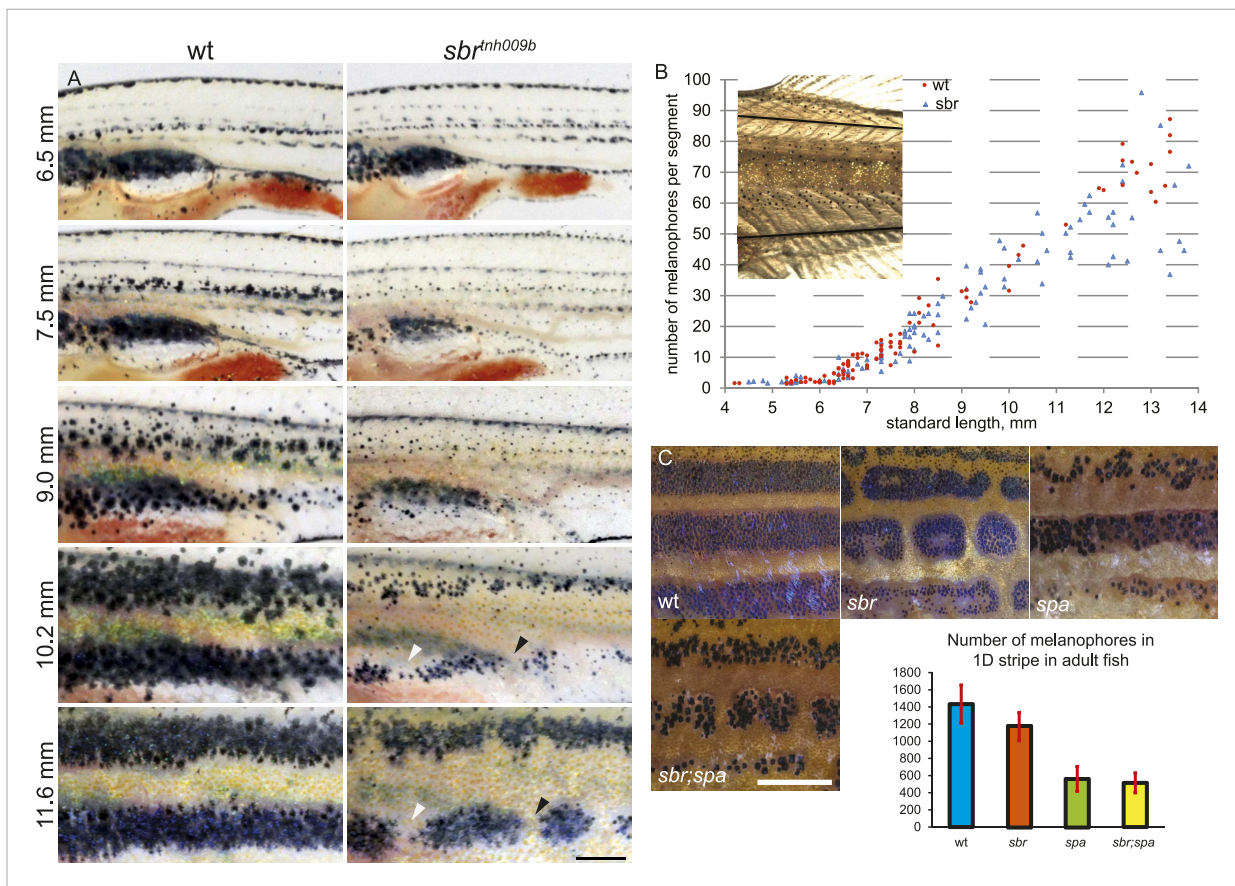 wt
sbr^tnh009b
A
6.5 mm
7.5 mm
9.0 mm
10.2 mm
11.6 mm
B
wt
sbr
number of melanophores per segment
100
90
80
70
60
50
40
30
20
10
0
4 5 6 7 8 9 10 11 12 13 14
standard length, mm
C
wt
sbr
spa
sbr;spa
Number of melanophores in
1D stripe in adult fish
1800
1600
1400
1200
1000
800
600
400
200
0
wt sbr spa sbr;spa